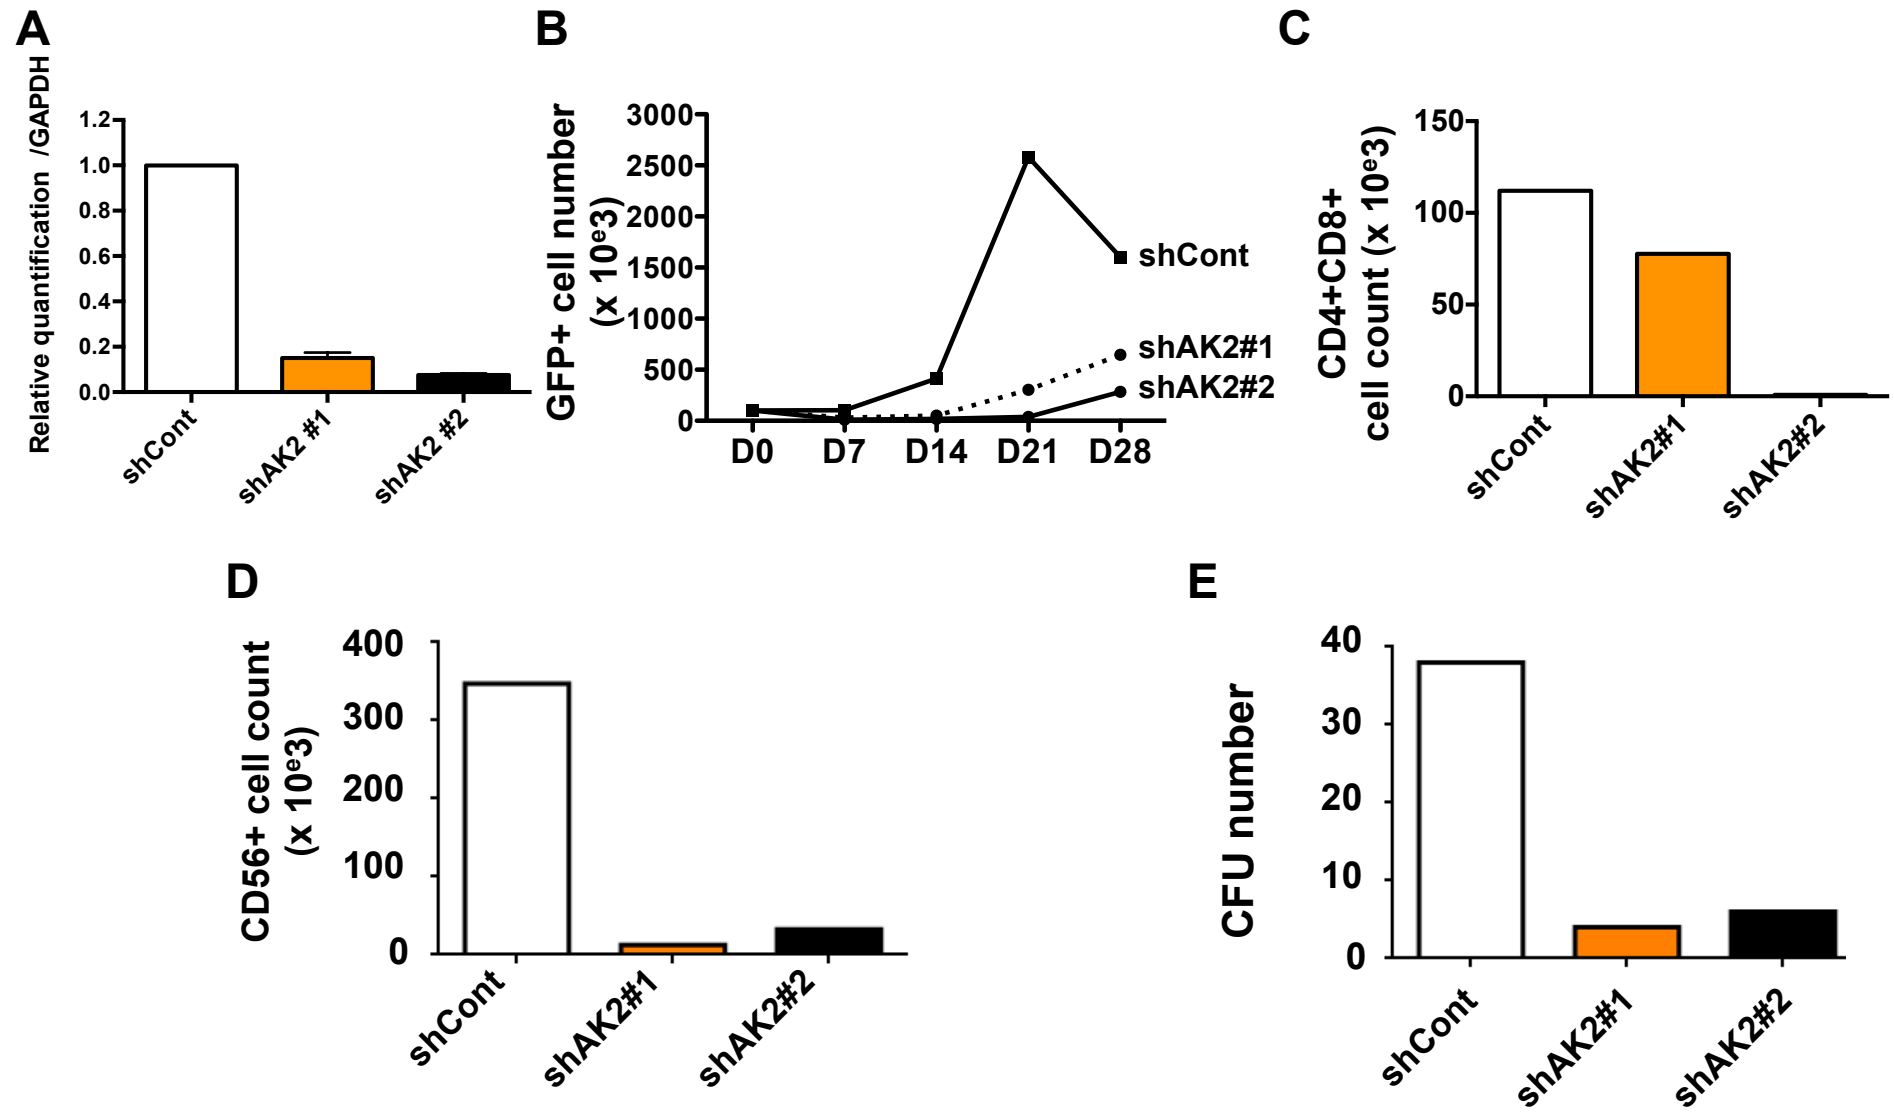 A
Relative quantification /GAPDH
1.2
1.0
0.8
0.6
0.4
0.2
0.0
shCont
shAK2 #1
shAK2 #2
B
GFP+ cell number
(x 10e3)
3000
2500
2000
1500
1000
500
0
D0 D7 D14 D21 D28
shCont
shAK2#1
shAK2#2
C
CD4+CD8+
cell count (x 10e3)
150
100
50
0
shCont
shAK2#1
shAK2#2
D
CD56+ cell count
(x 10e3)
400
300
200
100
0
shCont
shAK2#1
shAK2#2
E
CFU number
40
30
20
10
0
shCont
shAK2#1
shAK2#2